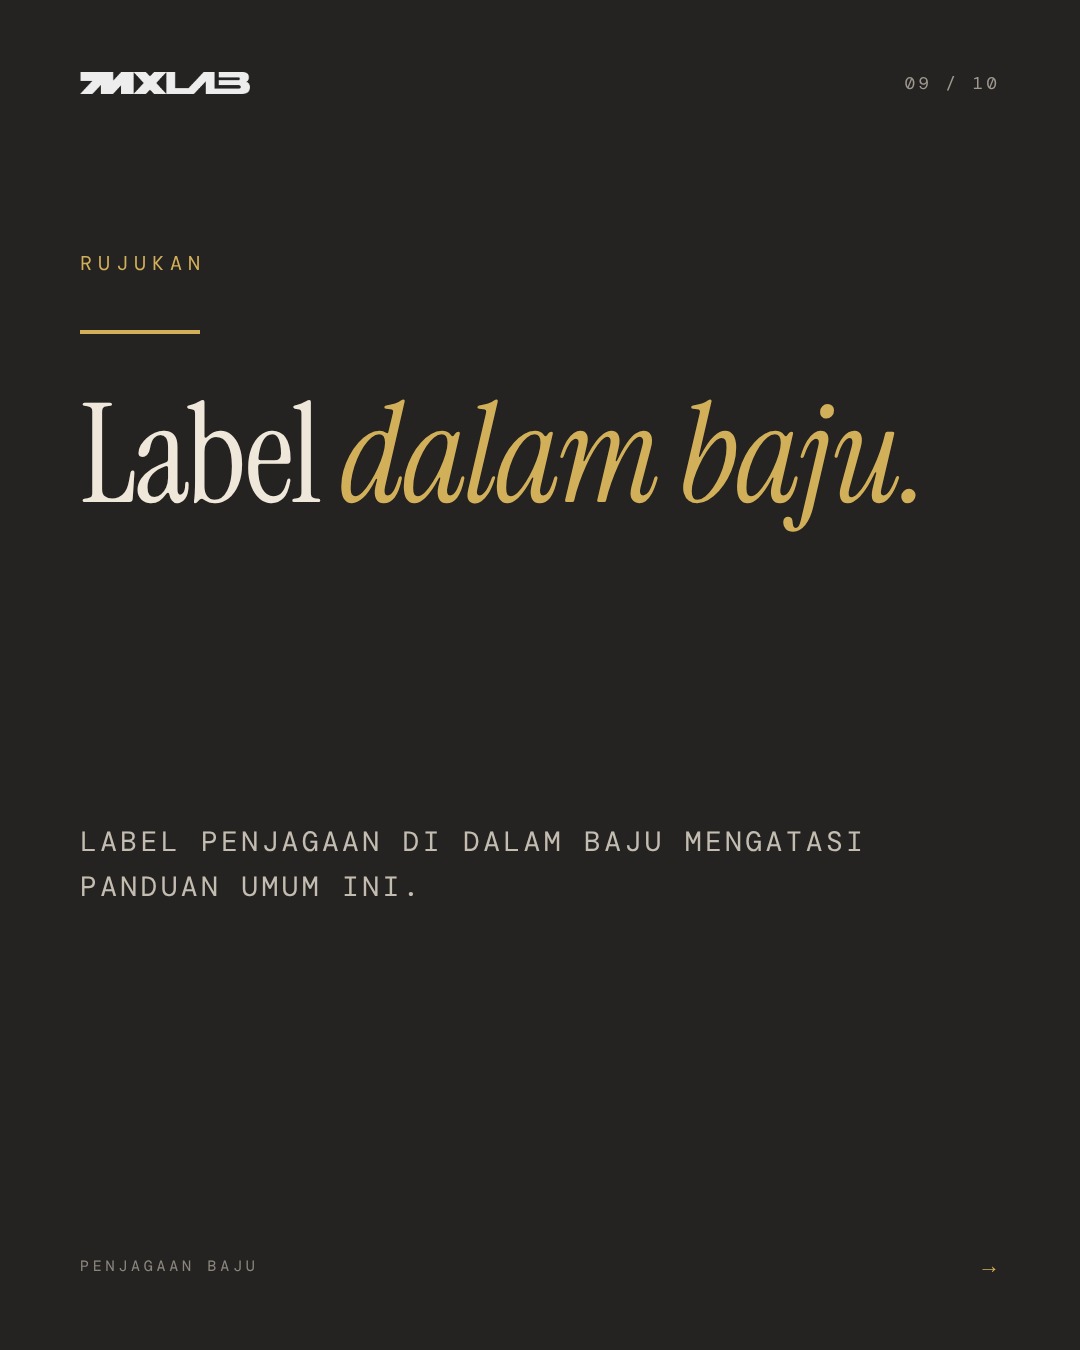 MXLAB
09 / 10
RUJUKAN
Label dalam baju.
LABEL PENJAGAAN DI DALAM BAJU MENGATASI
PANDUAN UMUM INI.
PENJAGAAN BAJU
→